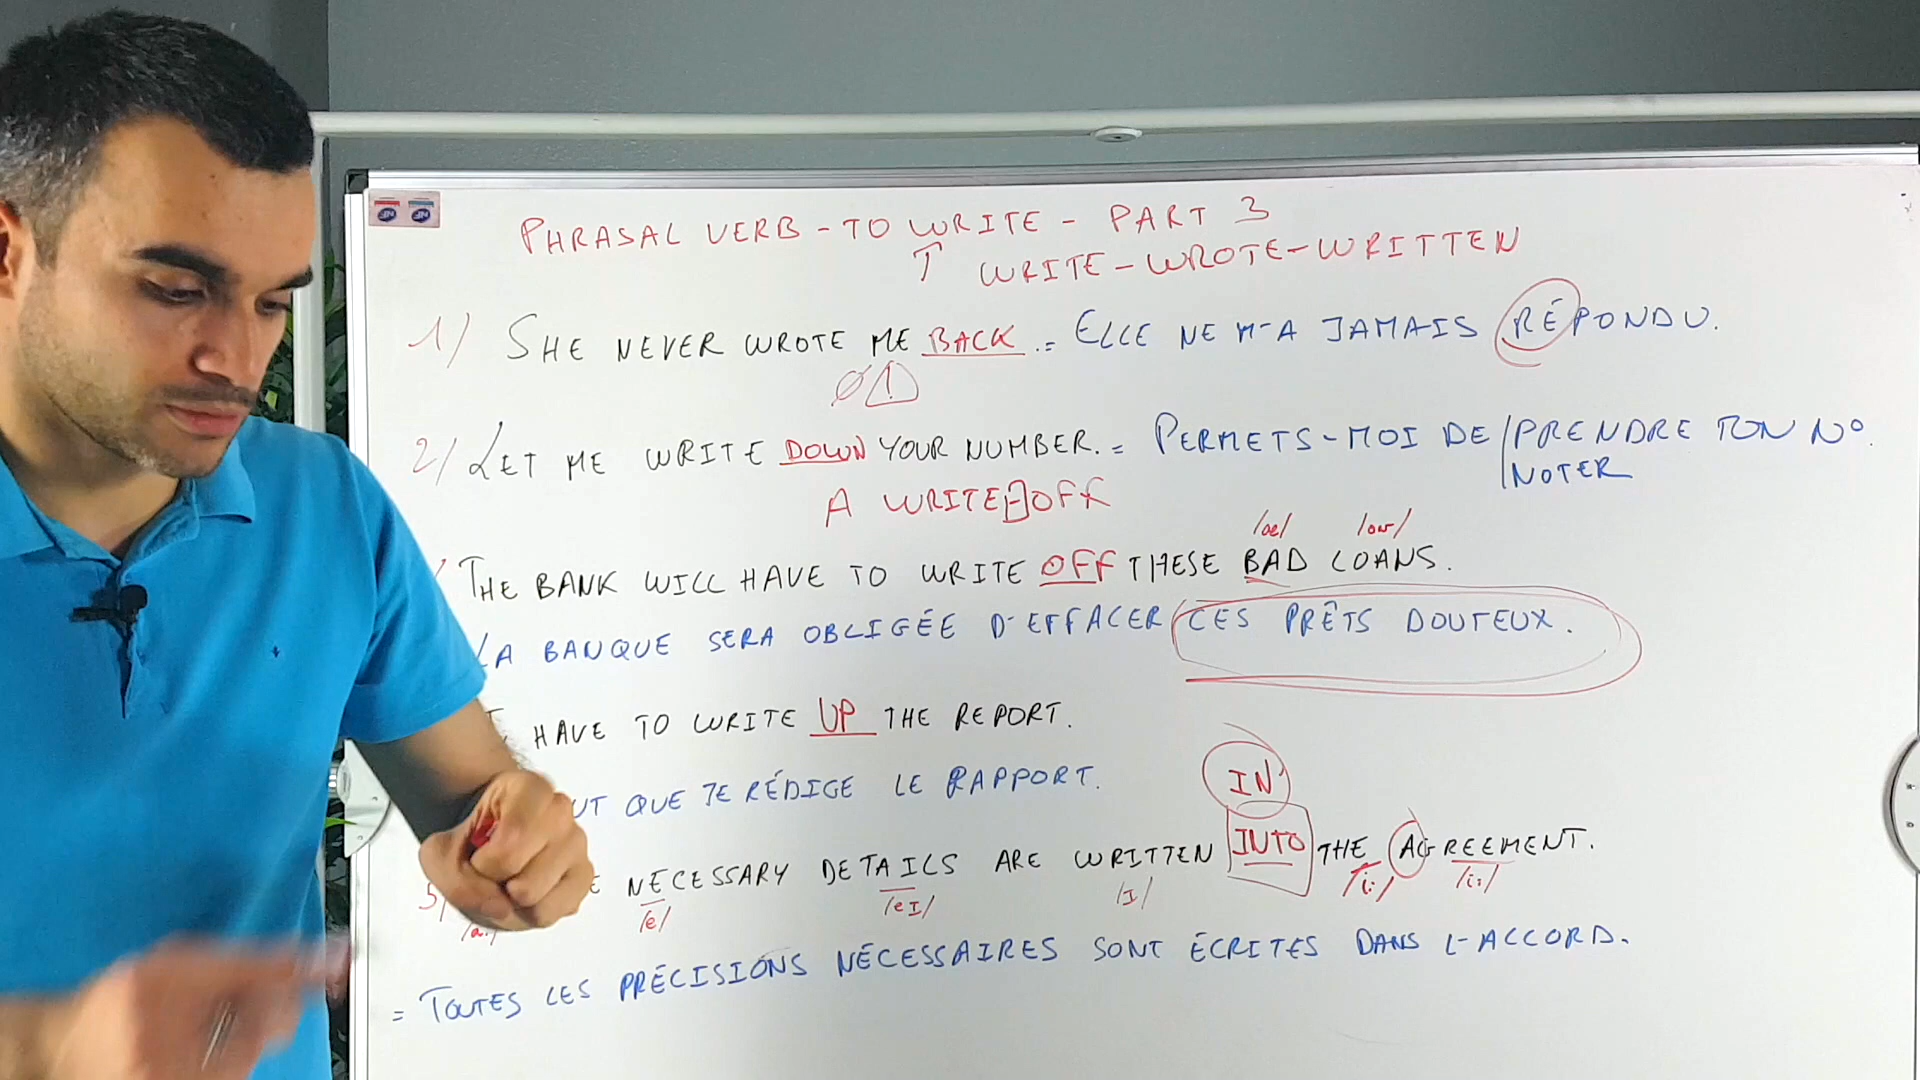 PHRASAL VERB - TO WRITE - PART 3
↑ WRITE - WROTE - WRITTEN
1/ SHE NEVER WROTE ME BACK. = ELLE NE M'A JAMAIS RÉPONDU.
Ø !
2/ LET ME WRITE DOWN YOUR NUMBER. = PERMETS-MOI DE / PRENDRE TON N°.
/ NOTER
A WRITE-OFF
/æ/ /əʊ/
THE BANK WILL HAVE TO WRITE OFF THESE BAD LOANS.
LA BANQUE SERA OBLIGÉE D'EFFACER CES PRÊTS DOUTEUX.
HAVE TO WRITE UP THE REPORT.
QUE JE RÉDIGE LE RAPPORT.
IN
5/ NECESSARY DETAILS ARE WRITTEN INTO THE AGREEMENT.
/e/ /eI/ /I/ /i:/ /i:/
= TOUTES LES PRÉCISIONS NÉCESSAIRES SONT ÉCRITES DANS L'ACCORD.